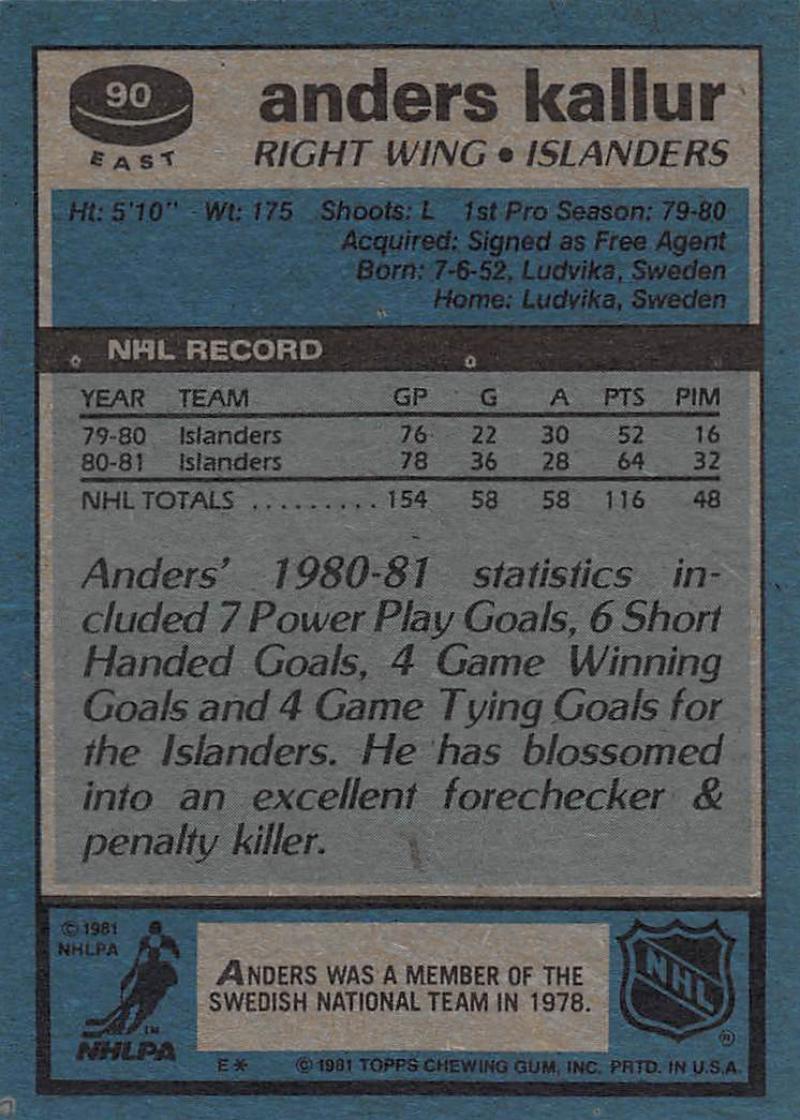 90
EAST
anders kallur
RIGHT WING • ISLANDERS
Ht: 5'10" Wt: 175 Shoots: L 1st Pro Season: 79-80
Acquired: Signed as Free Agent
Born: 7-6-52, Ludvika, Sweden
Home: Ludvika, Sweden
NHL RECORD
YEAR TEAM GP G A PTS PIM
79-80 Islanders 76 22 30 52 16
80-81 Islanders 78 36 28 64 32
NHL TOTALS .......... 154 58 58 116 48
Anders' 1980-81 statistics in-
cluded 7 Power Play Goals, 6 Short
Handed Goals, 4 Game Winning
Goals and 4 Game Tying Goals for
the Islanders. He has blossomed
into an excellent forechecker &
penalty killer.
© 1981
NHLPA
TM
NHLPA
ANDERS WAS A MEMBER OF THE
SWEDISH NATIONAL TEAM IN 1978.
NHL
®
E* © 1981 TOPPS CHEWING GUM, INC. PRTD. IN U.S.A.